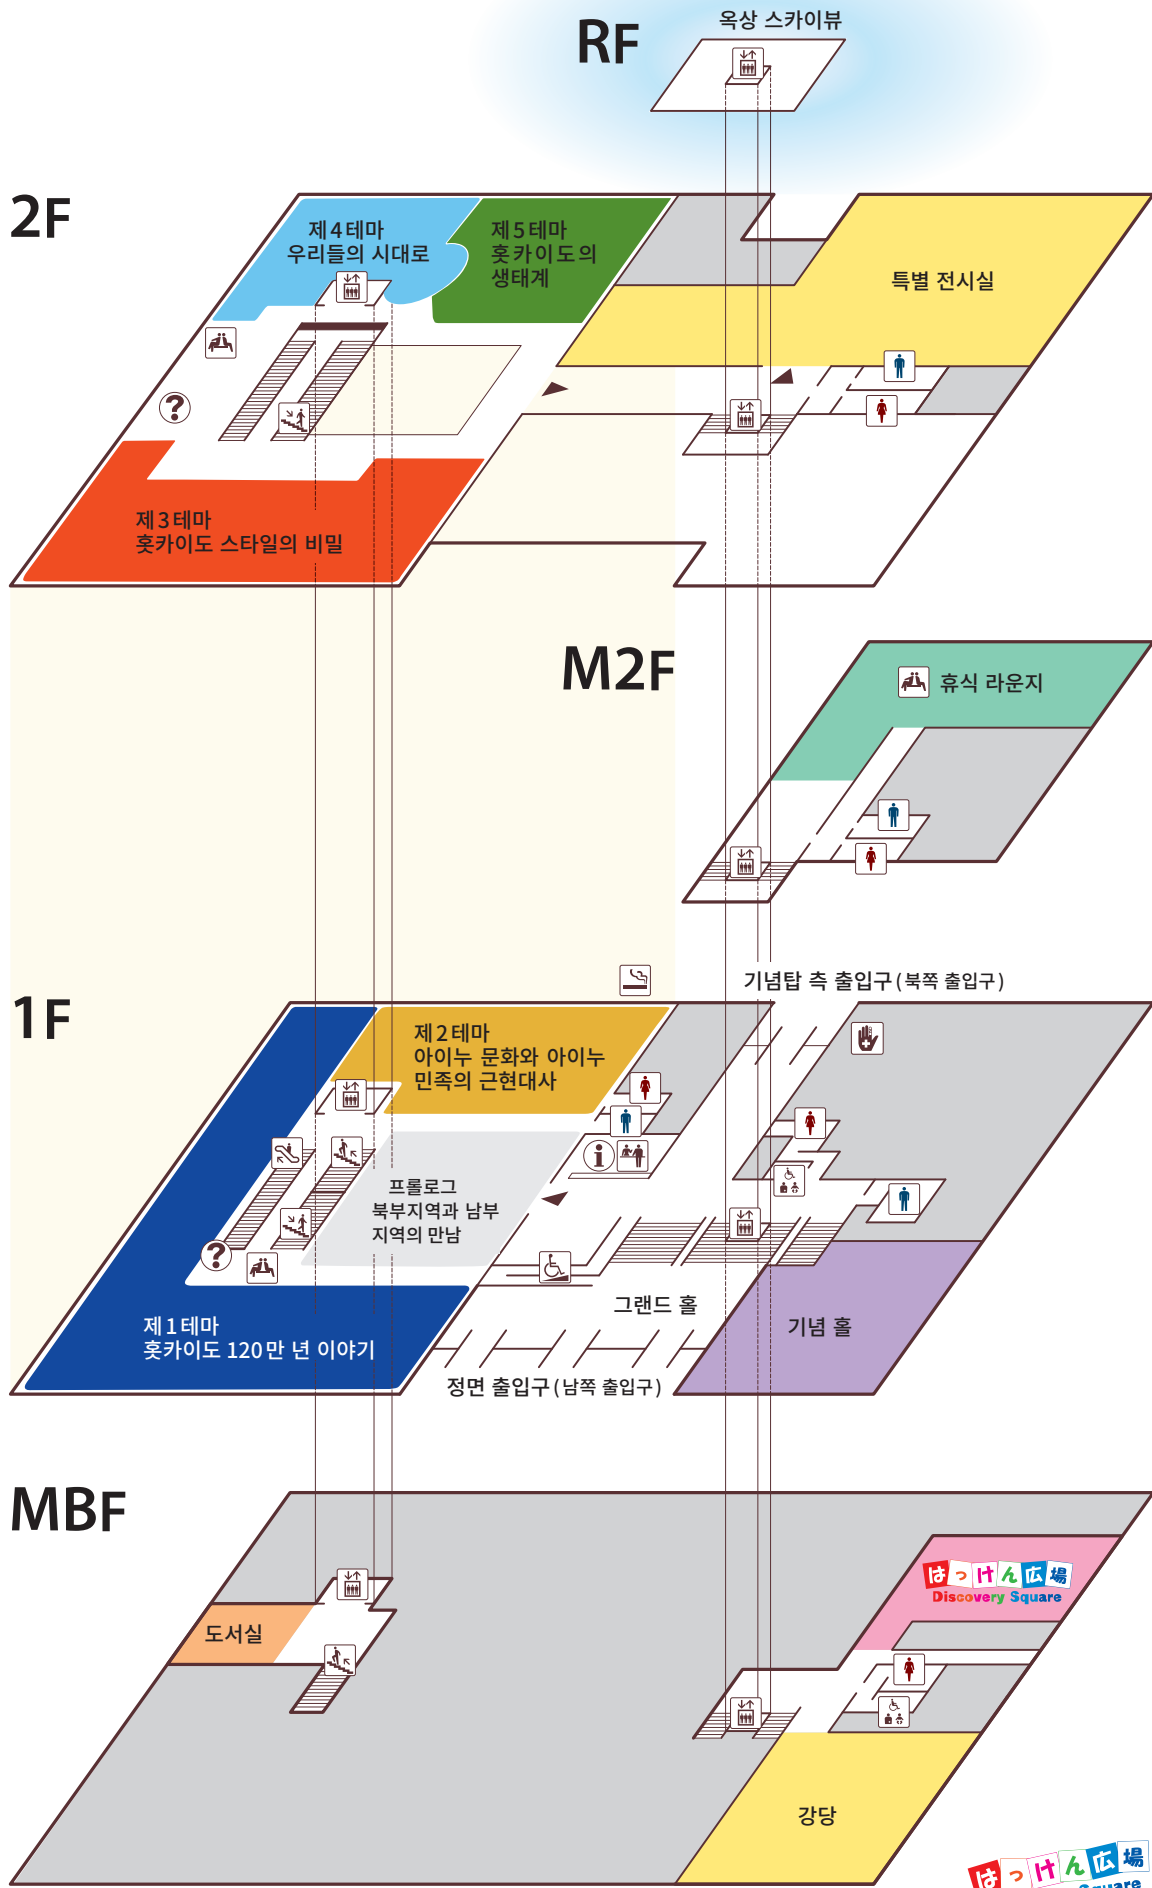 RF
옥상 스카이뷰
2F
제4테마
우리들의 시대로
제5테마
홋카이도의
생태계
특별 전시실
?
제3테마
홋카이도 스타일의 비밀
M2F
휴식 라운지
기념탑 측 출입구(북쪽 출입구)
1F
제2테마
아이누 문화와 아이누
민족의 근현대사
i
프롤로그
북부지역과 남부
지역의 만남
?
그랜드 홀
기념 홀
제1테마
홋카이도 120만 년 이야기
정면 출입구(남쪽 출입구)
MBF
はっけん広場
Discovery Square
도서실
강당
はっけん広場
Square